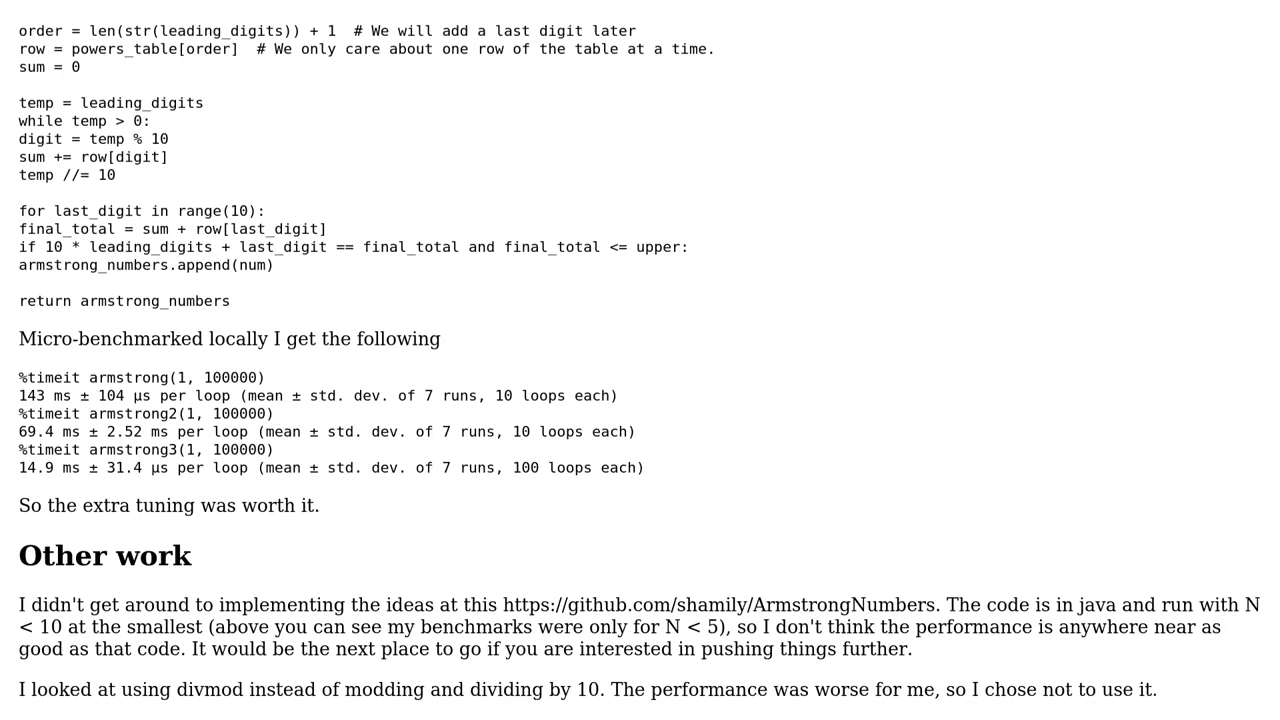 order = len(str(leading_digits)) + 1  # We will add a last digit later
row = powers_table[order]  # We only care about one row of the table at a time.
sum = 0
temp = leading_digits
while temp > 0:
digit = temp % 10
sum += row[digit]
temp //= 10
for last_digit in range(10):
final_total = sum + row[last_digit]
if 10 * leading_digits + last_digit == final_total and final_total <= upper:
armstrong_numbers.append(num)
return armstrong_numbers
Micro-benchmarked locally I get the following
%timeit armstrong(1, 100000)
143 ms ± 104 µs per loop (mean ± std. dev. of 7 runs, 10 loops each)
%timeit armstrong2(1, 100000)
69.4 ms ± 2.52 ms per loop (mean ± std. dev. of 7 runs, 10 loops each)
%timeit armstrong3(1, 100000)
14.9 ms ± 31.4 µs per loop (mean ± std. dev. of 7 runs, 100 loops each)
So the extra tuning was worth it.
Other work
I didn't get around to implementing the ideas at this https://github.com/shamily/ArmstrongNumbers. The code is in java and run with N
< 10 at the smallest (above you can see my benchmarks were only for N < 5), so I don't think the performance is anywhere near as
good as that code. It would be the next place to go if you are interested in pushing things further.
I looked at using divmod instead of modding and dividing by 10. The performance was worse for me, so I chose not to use it.